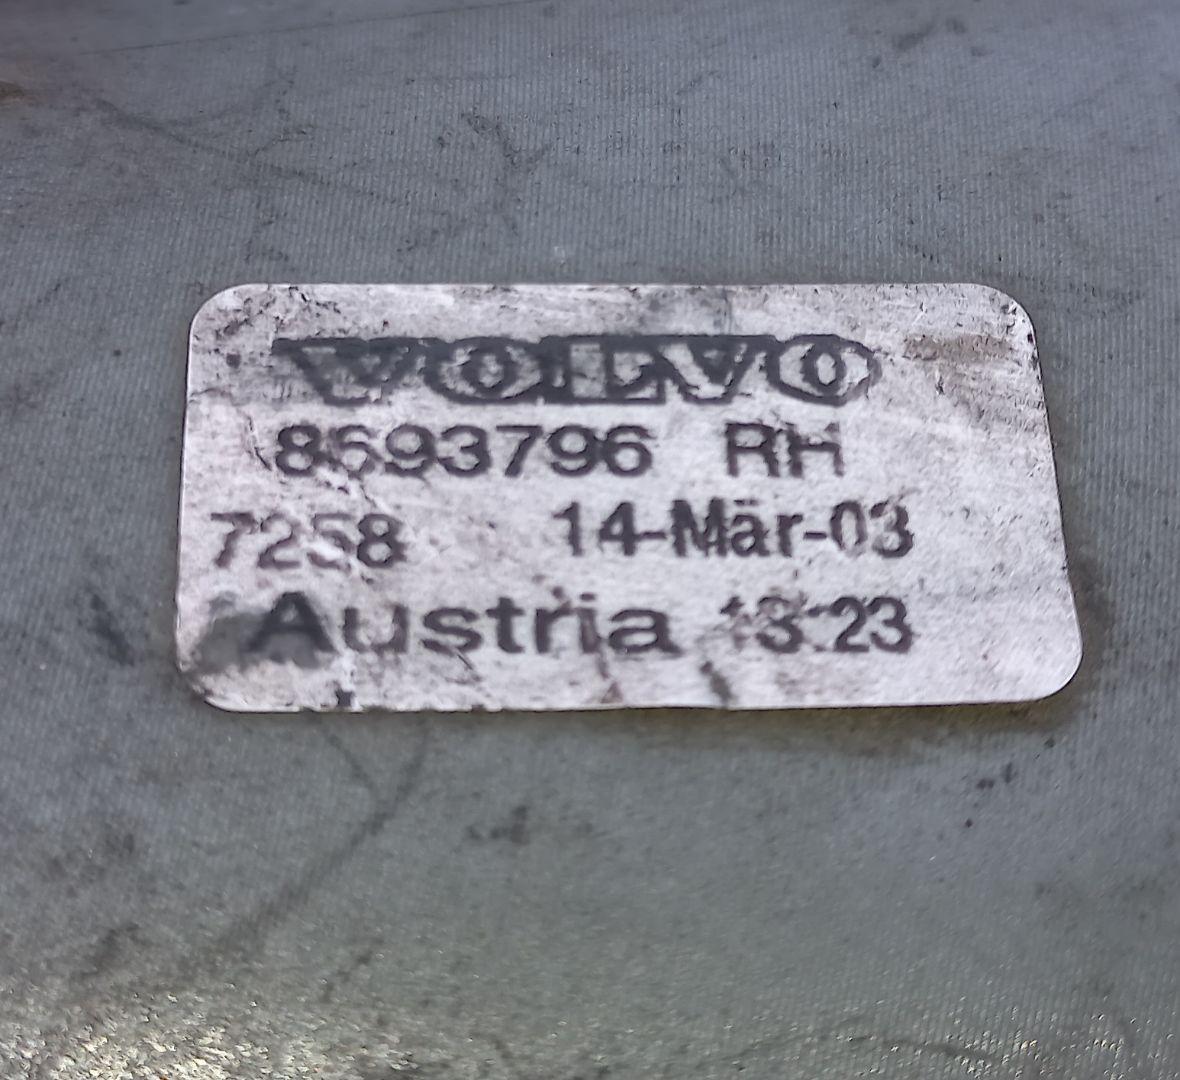 VOLVO
8693796 RH
7258 14-Mär-03
Austria 13:23